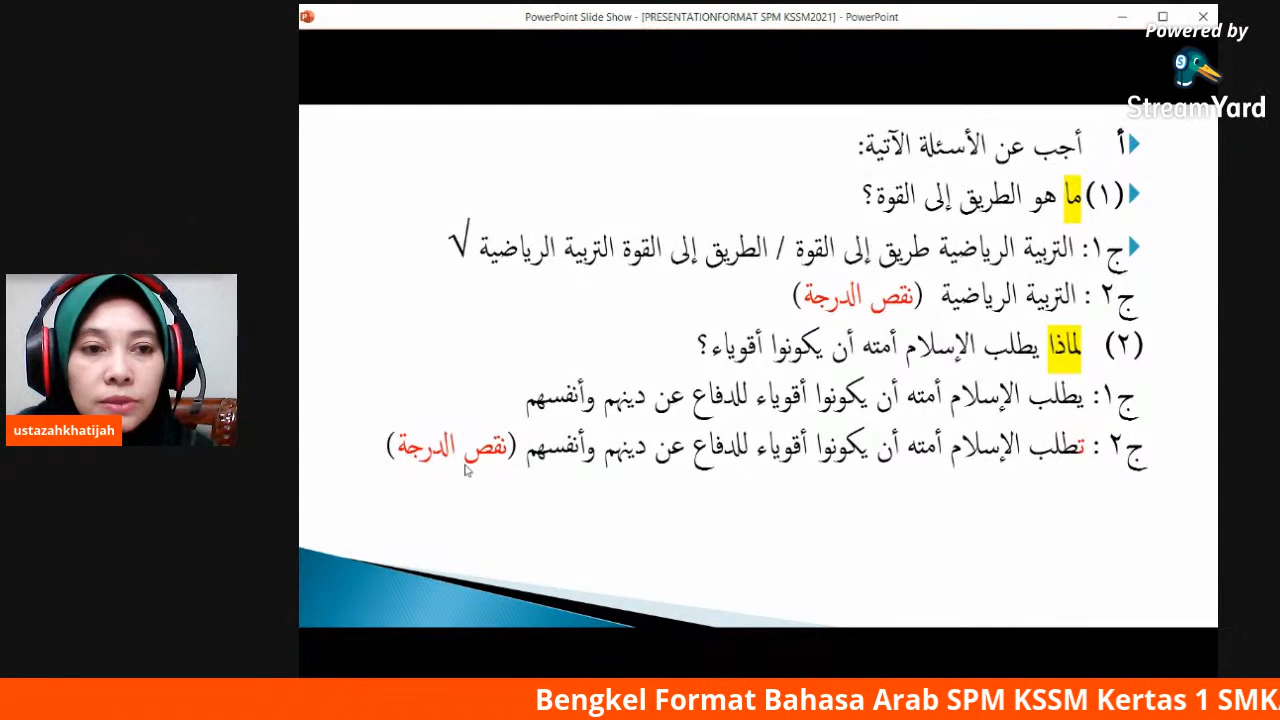 PowerPoint Slide Show - [PRESENTATIONFORMAT SPM KSSM2021] - PowerPoint
Powered by
S
StreamYard
أ أجب عن الأسئلة الآتية:
(١) ما هو الطريق إلى القوة؟
ج١: التربية الرياضية طريق إلى القوة / الطريق إلى القوة التربية الرياضية √
ج٢ : التربية الرياضية (نقص الدرجة)
(٢) لماذا يطلب الإسلام أمته أن يكونوا أقوياء؟
ج١: يطلب الإسلام أمته أن يكونوا أقوياء للدفاع عن دينهم وأنفسهم
ج٢ : تطلب الإسلام أمته أن يكونوا أقوياء للدفاع عن دينهم وأنفسهم (نقص الدرجة)
ustazahkhatijah
Bengkel Format Bahasa Arab SPM KSSM Kertas 1 SMK